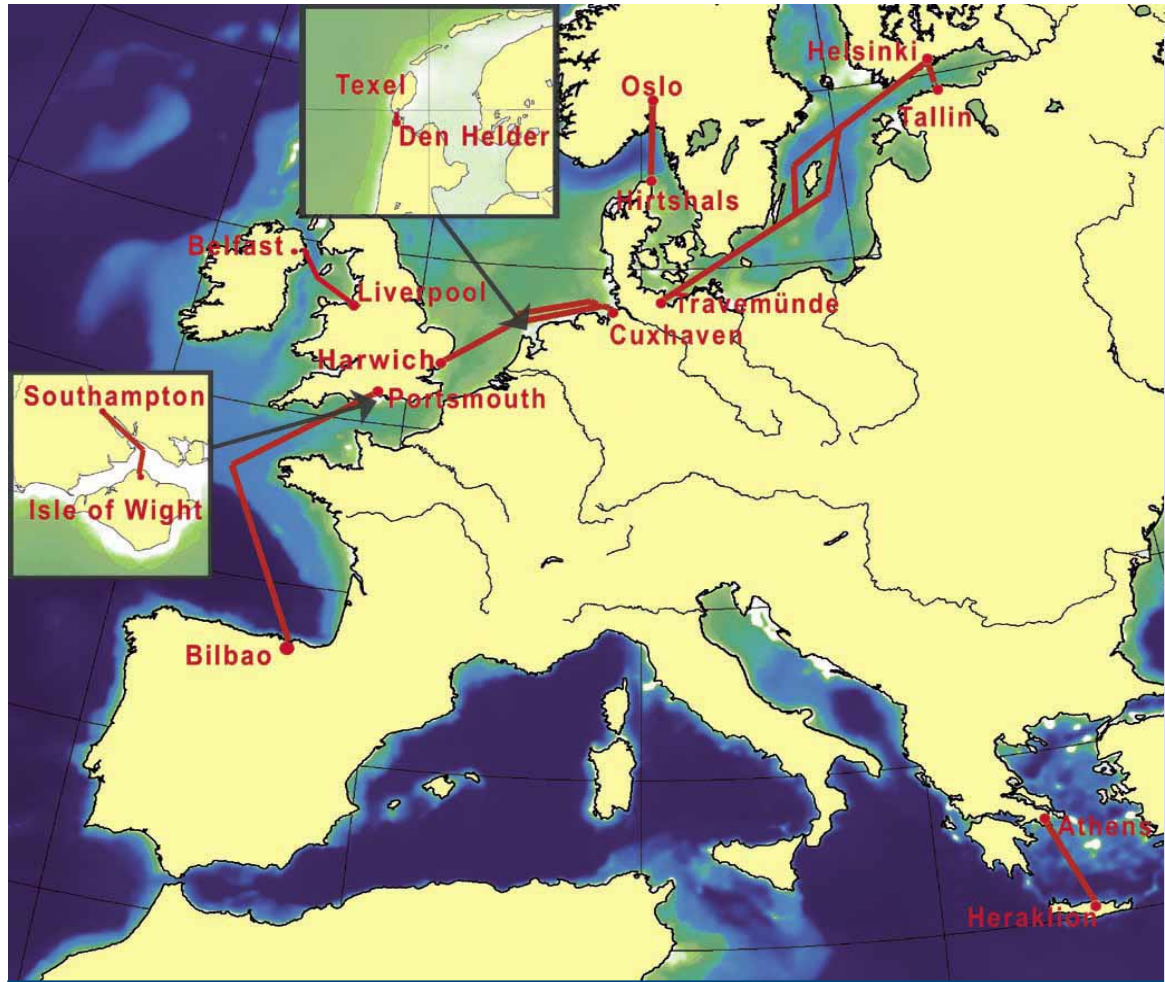 Helsinki
Texel
Oslo
Tallin
Den Helder
Hirtshals
Belfast
Liverpool
Travemünde
Cuxhaven
Harwich
Portsmouth
Southampton
Isle of Wight
Bilbao
Athens
Heraklion